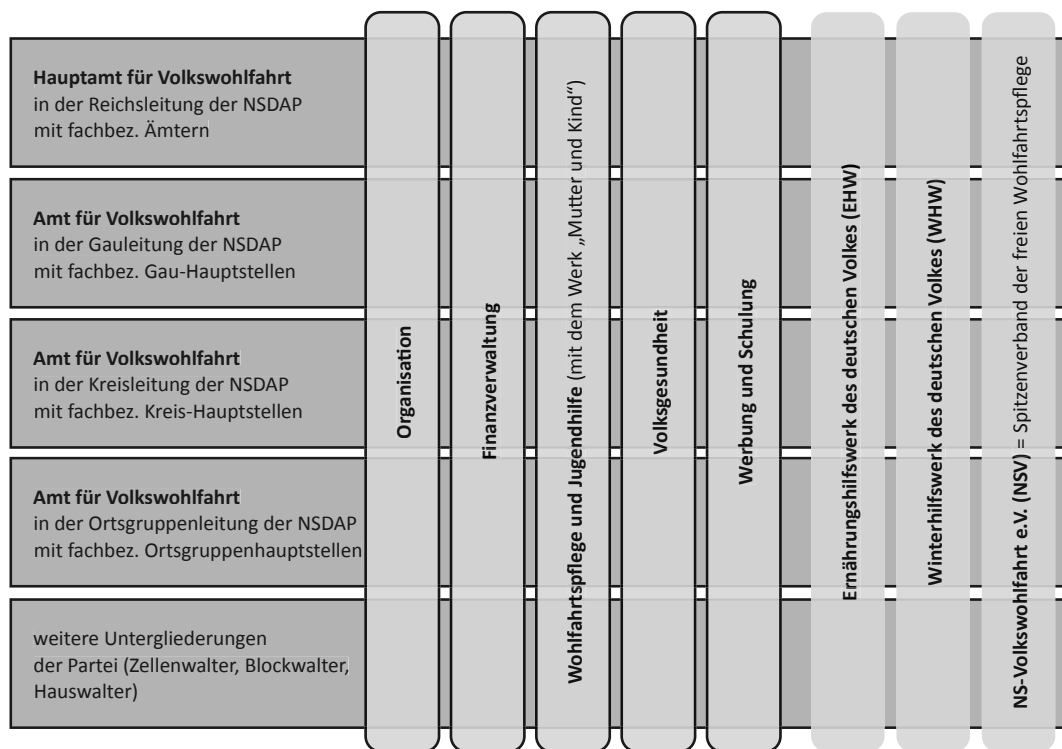 Hauptamt für Volkswohlfahrt
in der Reichsleitung der NSDAP
mit fachbez. Ämtern
Amt für Volkswohlfahrt
in der Gauleitung der NSDAP
mit fachbez. Gau-Hauptstellen
Amt für Volkswohlfahrt
in der Kreisleitung der NSDAP
mit fachbez. Kreis-Hauptstellen
Amt für Volkswohlfahrt
in der Ortsgruppenleitung der NSDAP
mit fachbez. Ortsgruppenhauptstellen
weitere Untergliederungen
der Partei (Zellenwalter, Blockwalter,
Hauswalter)
Organisation
Finanzverwaltung
Wohlfahrtspflege und Jugendhilfe (mit dem Werk „Mutter und Kind“)
Volksgesundheit
Werbung und Schulung
Ernährungshilfswerk des deutschen Volkes (EHW)
Winterhilfswerk des deutschen Volkes (WHW)
NS-Volkswohlfahrt e.V. (NSV) = Spitzenverband der freien Wohlfahrtspflege